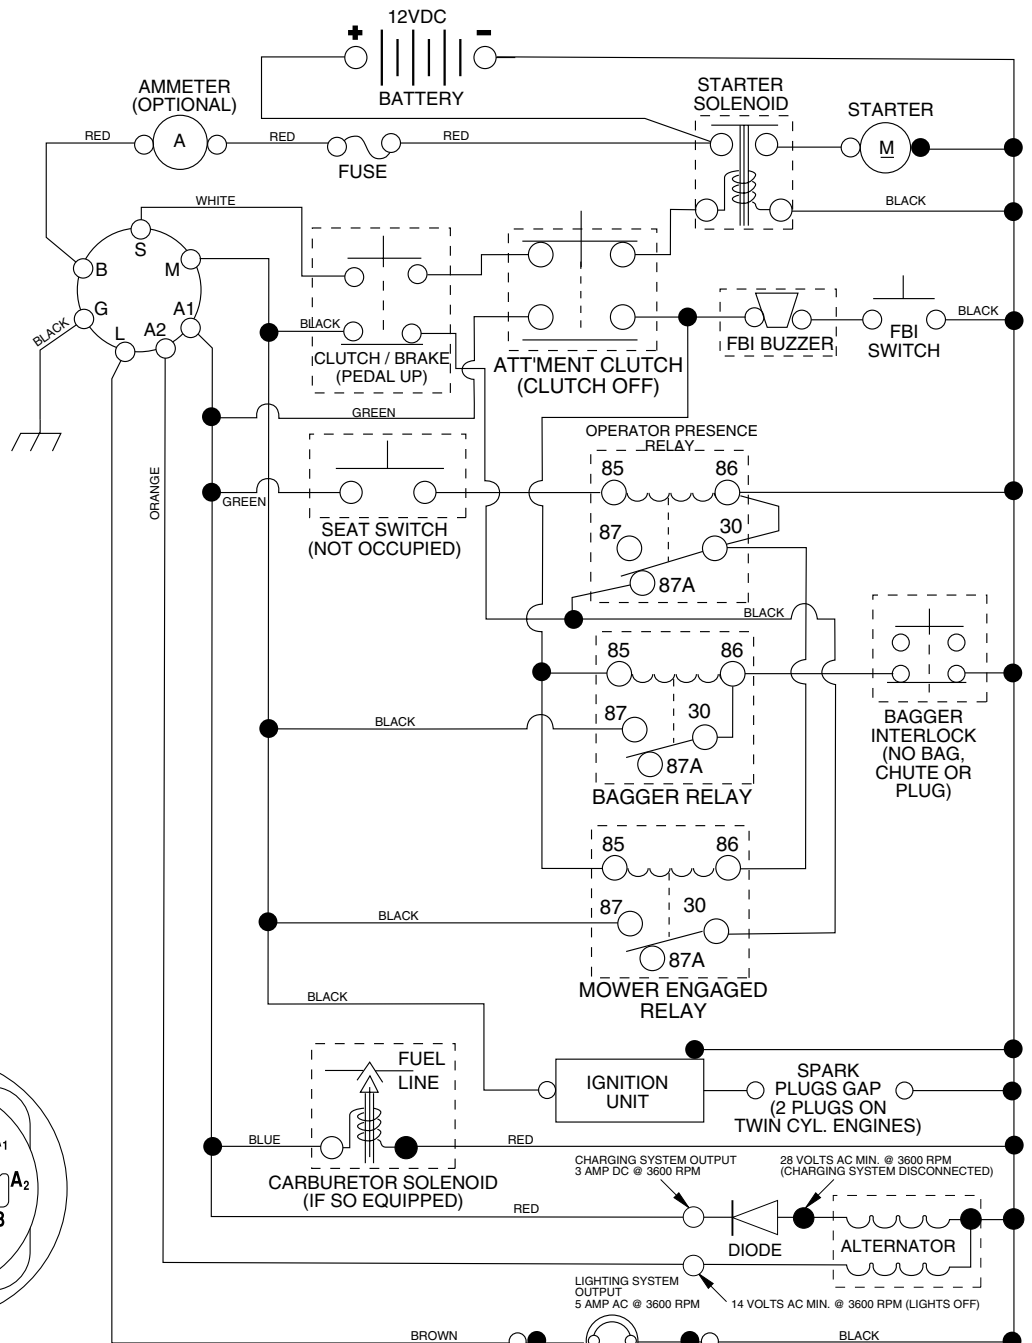 12VDC
+
-
BATTERY
AMMETER
(OPTIONAL)
STARTER
SOLENOID
STARTER
RED
A
RED
RED
FUSE
M
WHITE
BLACK
S
B
M
G
A1
L
A2
BLACK
BLACK
CLUTCH / BRAKE
(PEDAL UP)
ATT'MENT CLUTCH
(CLUTCH OFF)
FBI BUZZER
FBI
SWITCH
BLACK
GREEN
OPERATOR PRESENCE
RELAY
85
86
ORANGE
GREEN
SEAT SWITCH
(NOT OCCUPIED)
87
30
87A
BLACK
85
86
BLACK
87
30
87A
BAGGER RELAY
BAGGER
INTERLOCK
(NO BAG,
CHUTE OR
PLUG)
85
86
BLACK
87
30
87A
MOWER ENGAGED
RELAY
BLACK
FUEL
LINE
IGNITION
UNIT
SPARK
PLUGS GAP
(2 PLUGS ON
TWIN CYL. ENGINES)
BLUE
RED
CARBURETOR SOLENOID
(IF SO EQUIPPED)
CHARGING SYSTEM OUTPUT
3 AMP DC @ 3600 RPM
28 VOLTS AC MIN. @ 3600 RPM
(CHARGING SYSTEM DISCONNECTED)
A2
RED
DIODE
ALTERNATOR
LIGHTING SYSTEM
OUTPUT
5 AMP AC @ 3600 RPM
14 VOLTS AC MIN. @ 3600 RPM (LIGHTS OFF)
BROWN
BLACK